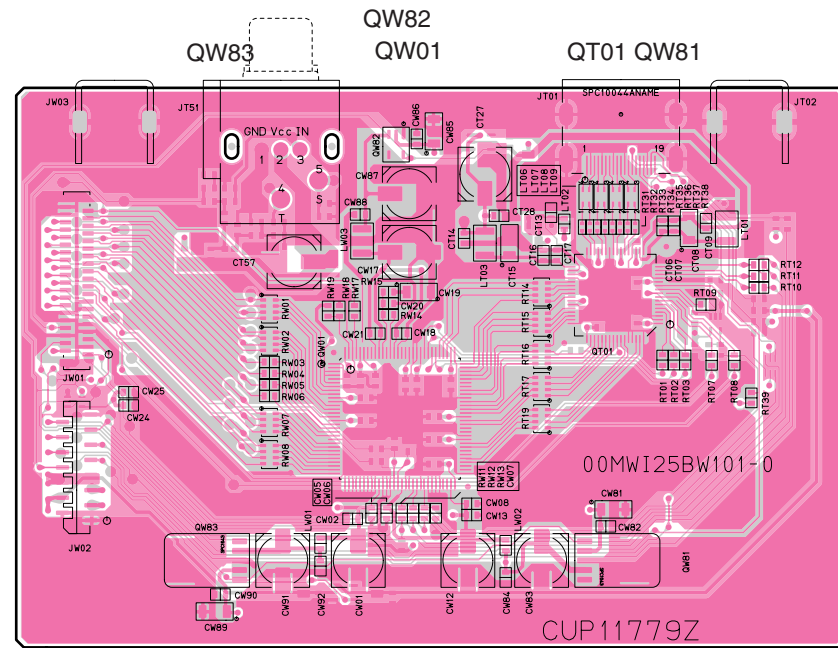 QW82
QW83
QW01
QT01 QW81
JW03
JT51
GND Vcc IN
1 2 3
4
5
T
S
QW82
CW86
CW85
CT27
JT01
SPC10044ANAME
JT02
1
19
CW87
CW88
LW03
CT57
CW17
RW15
CW19
CW20
RW14
CW21
CW18
RW19
RW18
RW17
LT06
LT07
LT08
LT09
LT02
CT28
CT13
CT14
LT03
CT15
CT16
CT17
RT31
RT32
RT33
RT34
RT35
RT36
RT37
RT38
LT01
CT09
CT08
CT07
CT06
RT12
RT11
RT10
RT09
RT14
RT15
RT16
RT17
RT19
QT01
RT01
RT02
RT03
RT07
RT08
RT39
RW01
RW02
RW03
RW04
RW05
RW06
RW07
RW08
QW01
JW01
CW25
CW24
JW02
CW05
CW06
CW02
RW11
RW12
RW13
CW07
CW08
CW13
00MWI25BW101-0
CW81
CW82
QW83
LW01
LW02
QW81
CW90
CW89
CW91
CW92
CW01
CW12
CW84
CW83
CUP11779Z